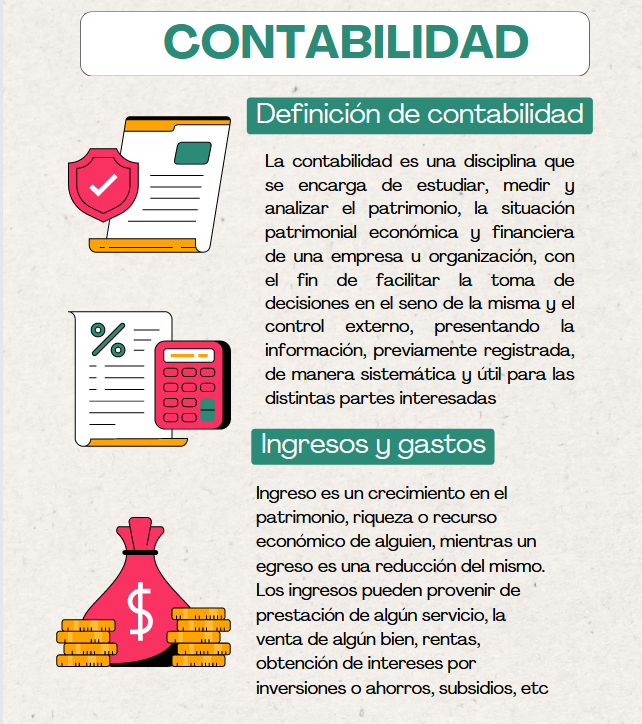 CONTABILIDAD
Definición de contabilidad
La contabilidad es una disciplina que
se encarga de estudiar, medir y
analizar el patrimonio, la situación
patrimonial económica y financiera
de una empresa u organización, con
el fin de facilitar la toma de
decisiones en el seno de la misma y el
control externo, presentando la
información, previamente registrada,
de manera sistemática y útil para las
distintas partes interesadas
%
Ingresos y gastos
Ingreso es un crecimiento en el
patrimonio, riqueza o recurso
económico de alguien, mientras un
egreso es una reducción del mismo.
Los ingresos pueden provenir de
prestación de algún servicio, la
venta de algún bien, rentas,
obtención de intereses por
inversiones o ahorros, subsidios, etc
$